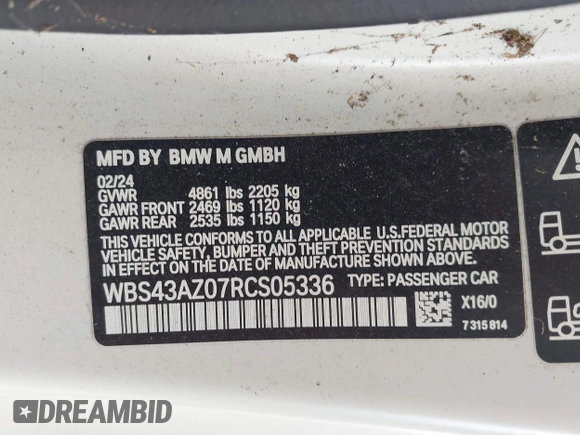 MFD BY BMW M GMBH
02/24
GVWR 4861 lbs 2205 kg
GAWR FRONT 2469 lbs 1120 kg
GAWR REAR 2535 lbs 1150 kg
THIS VEHICLE CONFORMS TO ALL APPLICABLE U.S.FEDERAL MOTOR
VEHICLE SAFETY, BUMPER AND THEFT PREVENTION STANDARDS IN
EFFECT ON THE DATE OF MANUFACTURE SHOWN ABOVE.
WBS43AZ07RCS05336 TYPE: PASSENGER CAR
X16/0
7315814
DREAMBID